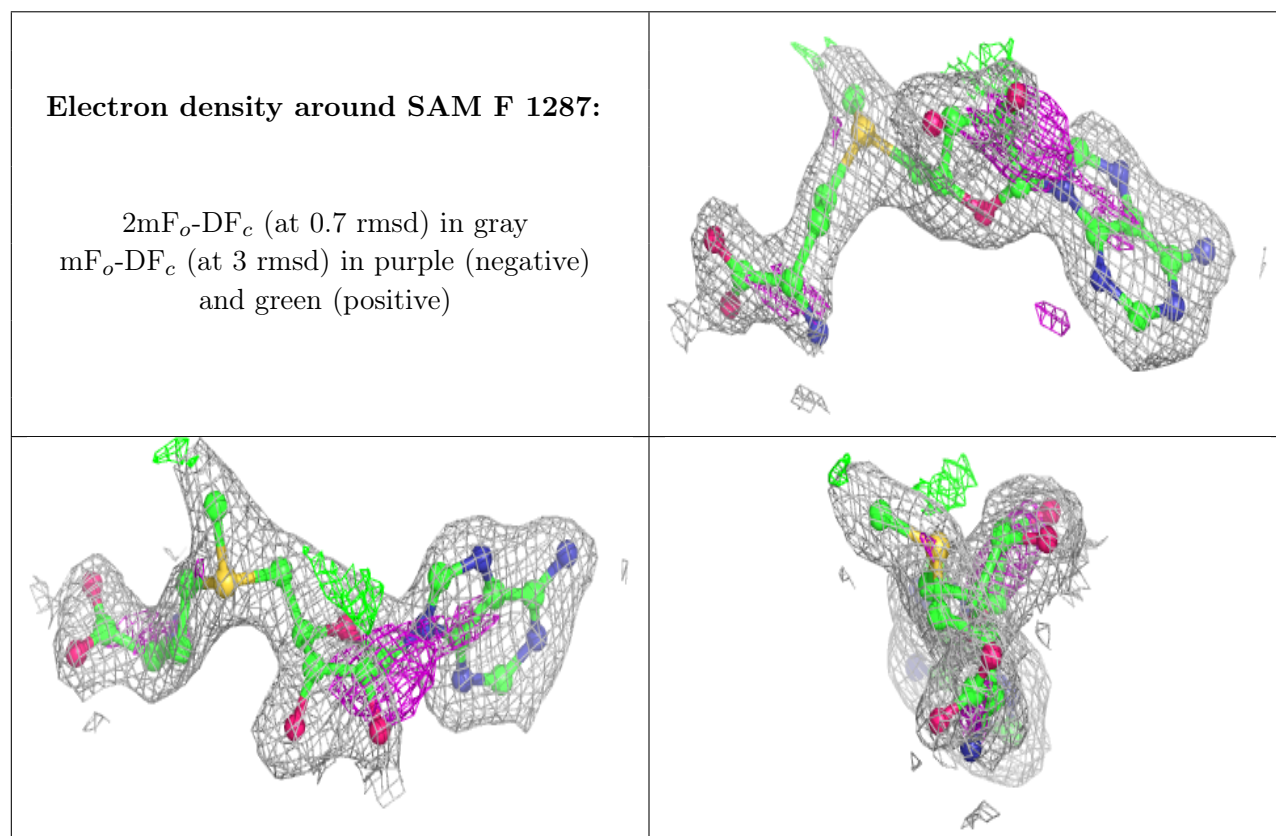 Electron density around SAM F 1287:
2mFₒ-DF𝒸 (at 0.7 rmsd) in gray
mFₒ-DF𝒸 (at 3 rmsd) in purple (negative)
and green (positive)